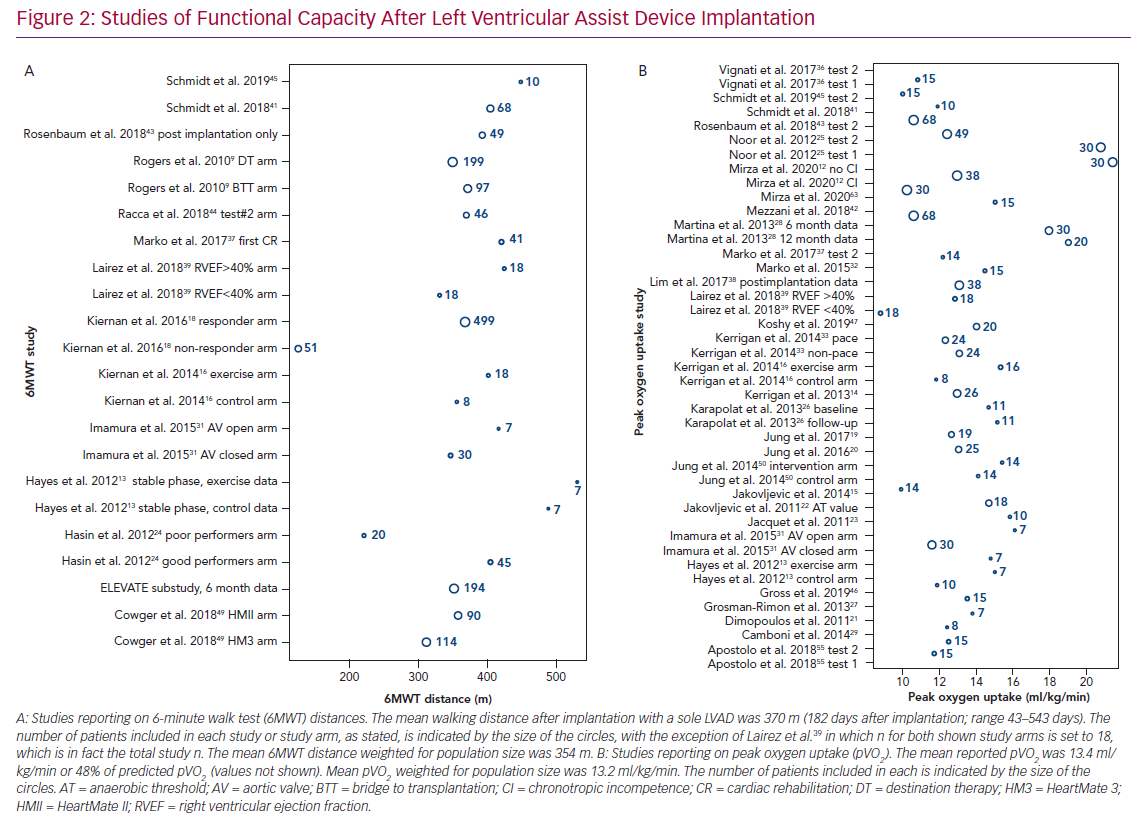 Figure 2: Studies of Functional Capacity After Left Ventricular Assist Device Implantation
A
6MWT study
Schmidt et al. 2019⁴⁵
10
Schmidt et al. 2018⁴¹
68
Rosenbaum et al. 2018⁴³ post implantation only
49
Rogers et al. 2010⁹ DT arm
199
Rogers et al. 2010⁹ BTT arm
97
Racca et al. 2018⁴⁴ test#2 arm
46
Marko et al. 2017³⁷ first CR
41
Lairez et al. 2018³⁹ RVEF>40% arm
18
Lairez et al. 2018³⁹ RVEF<40% arm
18
Kiernan et al. 2016¹⁸ responder arm
499
Kiernan et al. 2016¹⁸ non-responder arm
51
Kiernan et al. 2014¹⁶ exercise arm
18
Kiernan et al. 2014¹⁶ control arm
8
Imamura et al. 2015³¹ AV open arm
7
Imamura et al. 2015³¹ AV closed arm
30
Hayes et al. 2012¹³ stable phase, exercise data
7
Hayes et al. 2012¹³ stable phase, control data
7
Hasin et al. 2012²⁴ poor performers arm
20
Hasin et al. 2012²⁴ good performers arm
45
ELEVATE substudy, 6 month data
194
Cowger et al. 2018⁴⁹ HMII arm
90
Cowger et al. 2018⁴⁹ HM3 arm
114
200 300 400 500
6MWT distance (m)
B
Peak oxygen uptake study
Vignati et al. 2017³⁶ test 2
15
Vignati et al. 2017³⁶ test 1
15
Schmidt et al. 2019⁴⁵ test 2
10
Schmidt et al. 2018⁴¹
68
Rosenbaum et al. 2018⁴³ test 2
49
Noor et al. 2012²⁵ test 2
30
Noor et al. 2012²⁵ test 1
30
Mirza et al. 2020¹² no CI
38
Mirza et al. 2020¹² CI
30
Mirza et al. 2020⁶³
15
Mezzani et al. 2018⁴²
68
Martina et al. 2013²⁸ 6 month data
30
Martina et al. 2013²⁸ 12 month data
20
Marko et al. 2017³⁷ test 2
14
Marko et al. 2015³²
15
Lim et al. 2017³⁸ postimplantation data
38
Lairez et al. 2018³⁹ RVEF >40%
18
Lairez et al. 2018³⁹ RVEF <40%
18
Koshy et al. 2019⁴⁷
20
Kerrigan et al. 2014³³ pace
24
Kerrigan et al. 2014³³ non-pace
24
Kerrigan et al. 2014¹⁶ exercise arm
16
Kerrigan et al. 2014¹⁶ control arm
8
Kerrigan et al. 2013¹⁴
26
Karapolat et al. 2013²⁶ baseline
11
Karapolat et al. 2013²⁶ follow-up
11
Jung et al. 2017¹⁹
19
Jung et al. 2016²⁰
25
Jung et al. 2014⁵⁰ intervention arm
14
Jung et al. 2014⁵⁰ control arm
14
Jakovljevic et al. 2014¹⁵
14
Jakovljevic et al. 2011²² AT value
18
Jacquet et al. 2011²³
10
Imamura et al. 2015³¹ AV open arm
7
Imamura et al. 2015³¹ AV closed arm
30
Hayes et al. 2012¹³ exercise arm
7
Hayes et al. 2012¹³ control arm
7
Gross et al. 2019⁴⁶
10
Grosman-Rimon et al. 2013²⁷
15
Dimopoulos et al. 2011²¹
7
Camboni et al. 2014²⁹
8
Apostolo et al. 2018⁵⁵ test 2
15
Apostolo et al. 2018⁵⁵ test 1
15
10 12 14 16 18 20
Peak oxygen uptake (ml/kg/min)
A: Studies reporting on 6-minute walk test (6MWT) distances. The mean walking distance after implantation with a sole LVAD was 370 m (182 days after implantation; range 43–543 days). The
number of patients included in each study or study arm, as stated, is indicated by the size of the circles, with the exception of Lairez et al.³⁹ in which n for both shown study arms is set to 18,
which is in fact the total study n. The mean 6MWT distance weighted for population size was 354 m. B: Studies reporting on peak oxygen uptake (pVO₂). The mean reported pVO₂ was 13.4 ml/
kg/min or 48% of predicted pVO₂ (values not shown). Mean pVO₂ weighted for population size was 13.2 ml/kg/min. The number of patients included in each is indicated by the size of the
circles. AT = anaerobic threshold; AV = aortic valve; BTT = bridge to transplantation; CI = chronotropic incompetence; CR = cardiac rehabilitation; DT = destination therapy; HM3 = HeartMate 3;
HMII = HeartMate II; RVEF = right ventricular ejection fraction.